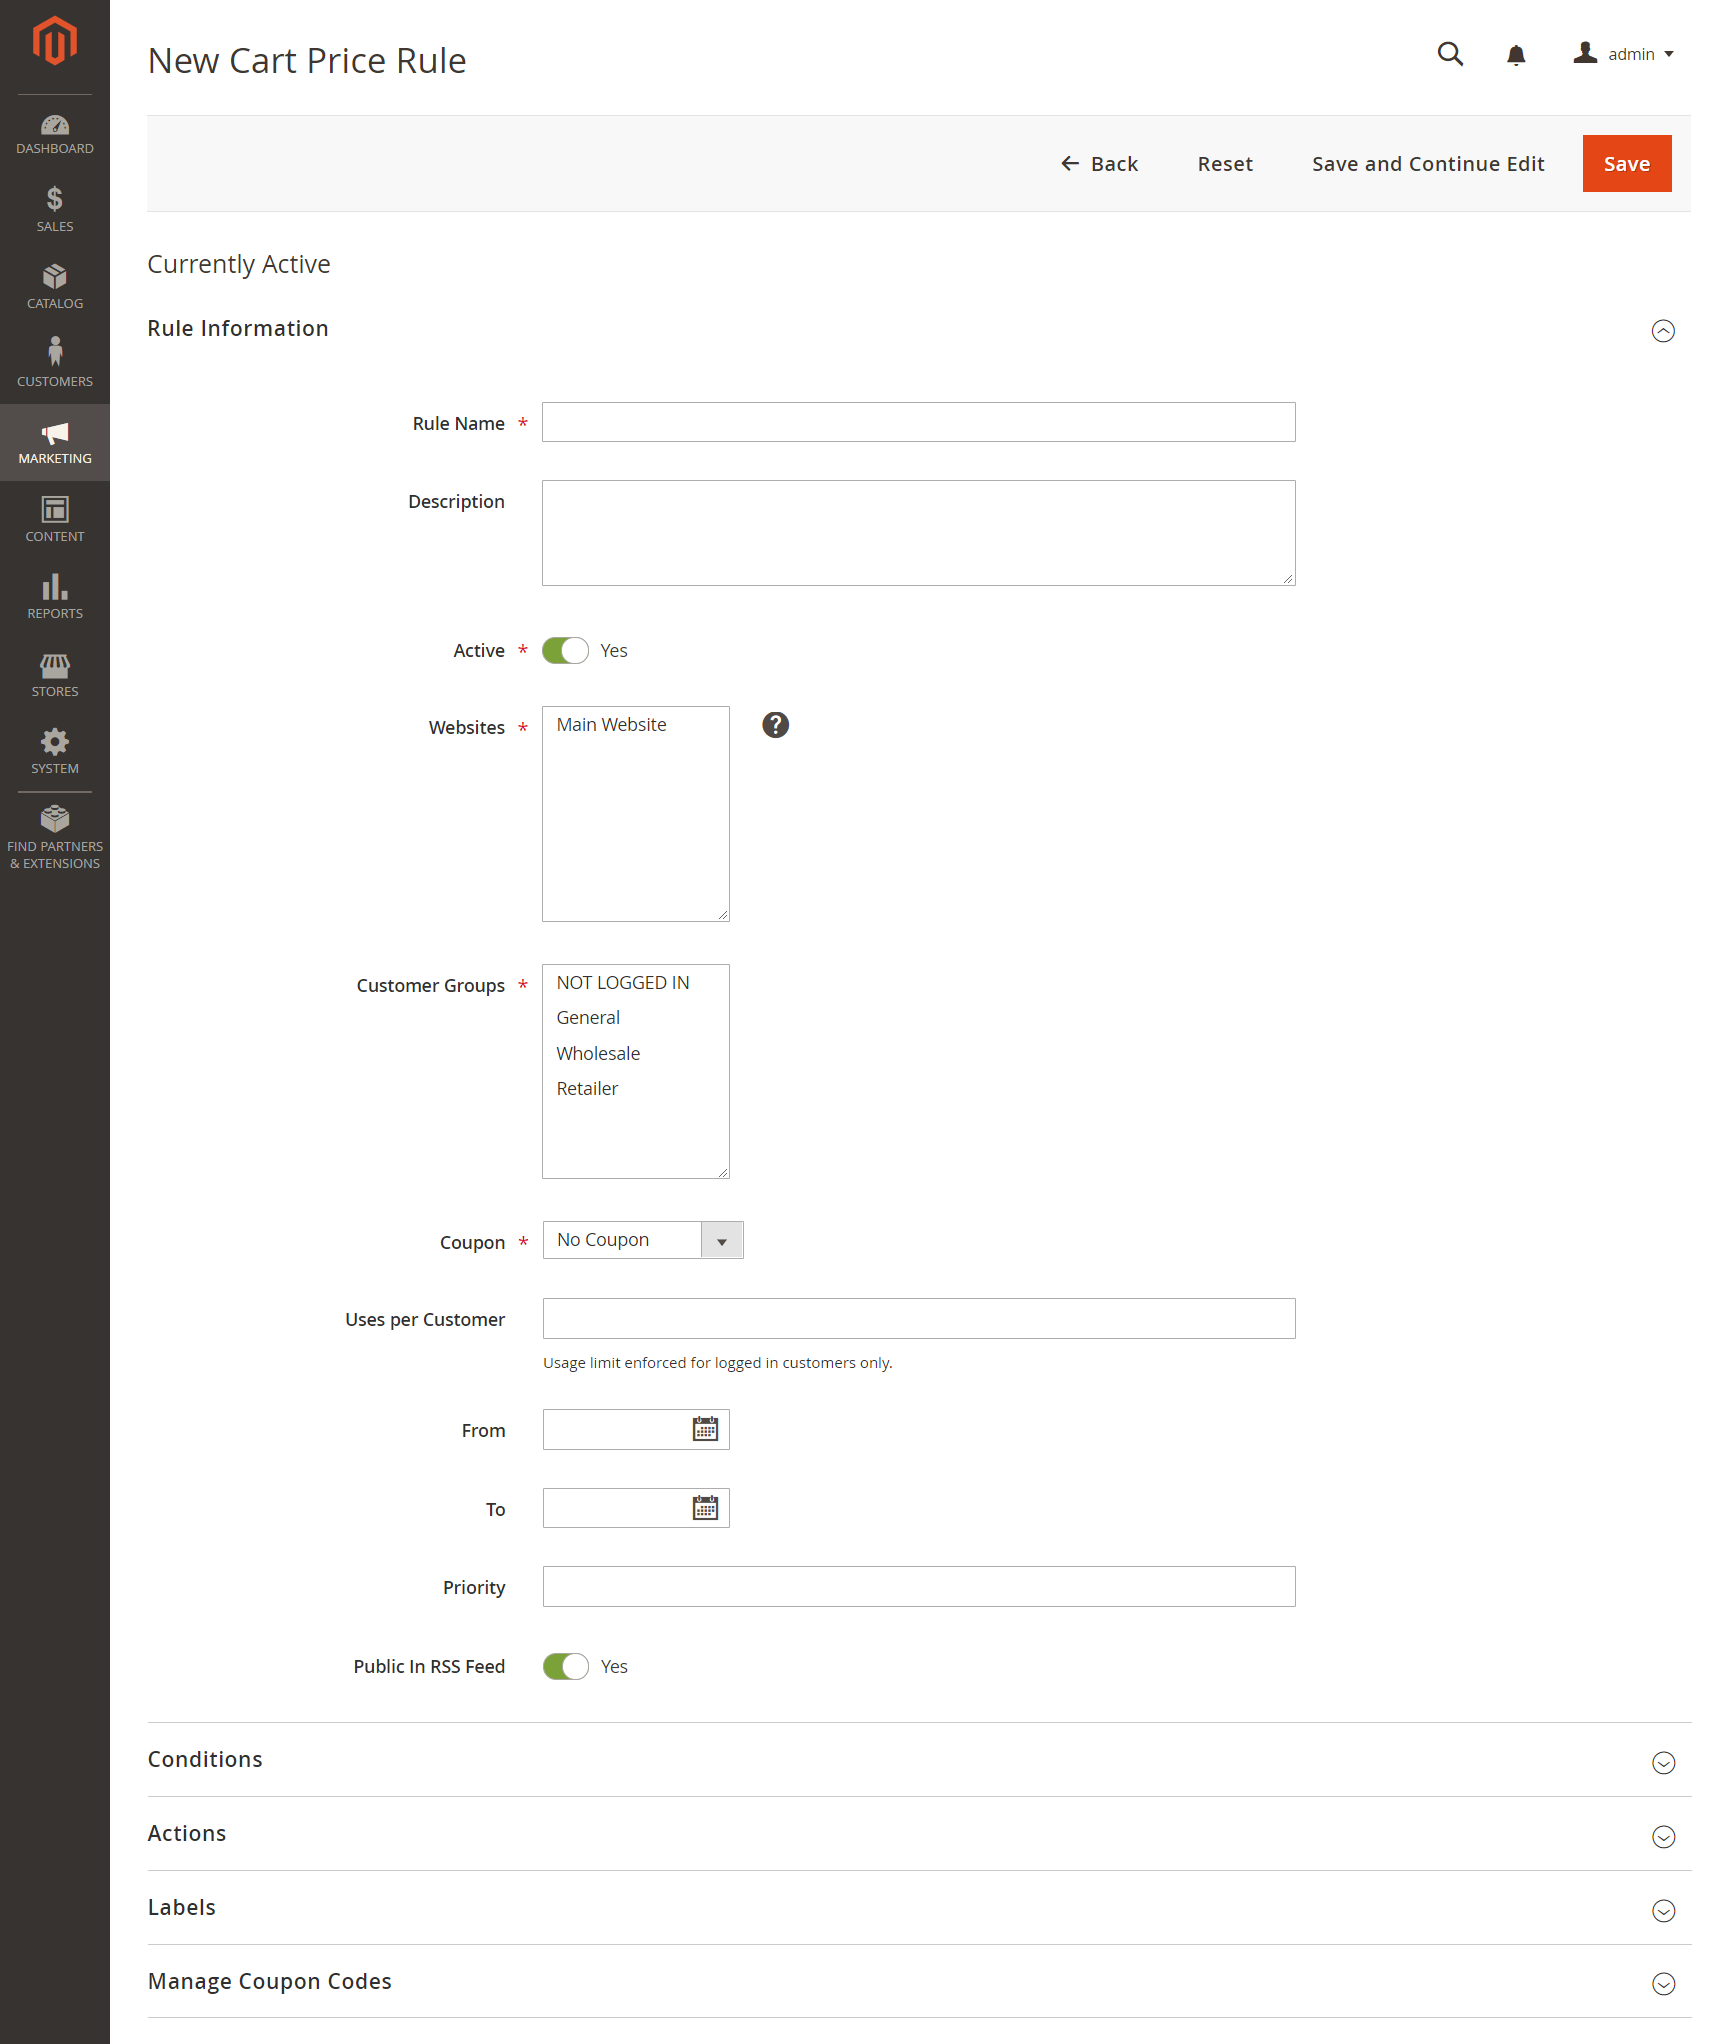 New Cart Price Rule
admin
DASHBOARD
SALES
CATALOG
CUSTOMERS
MARKETING
CONTENT
REPORTS
STORES
SYSTEM
FIND PARTNERS
& EXTENSIONS
Back
Reset
Save and Continue Edit
Save
Currently Active
Rule Information
Rule Name *
Description
Active * Yes
Websites * Main Website ?
Customer Groups * NOT LOGGED IN
General
Wholesale
Retailer
Coupon * No Coupon
Uses per Customer
Usage limit enforced for logged in customers only.
From
To
Priority
Public In RSS Feed Yes
Conditions
Actions
Labels
Manage Coupon Codes